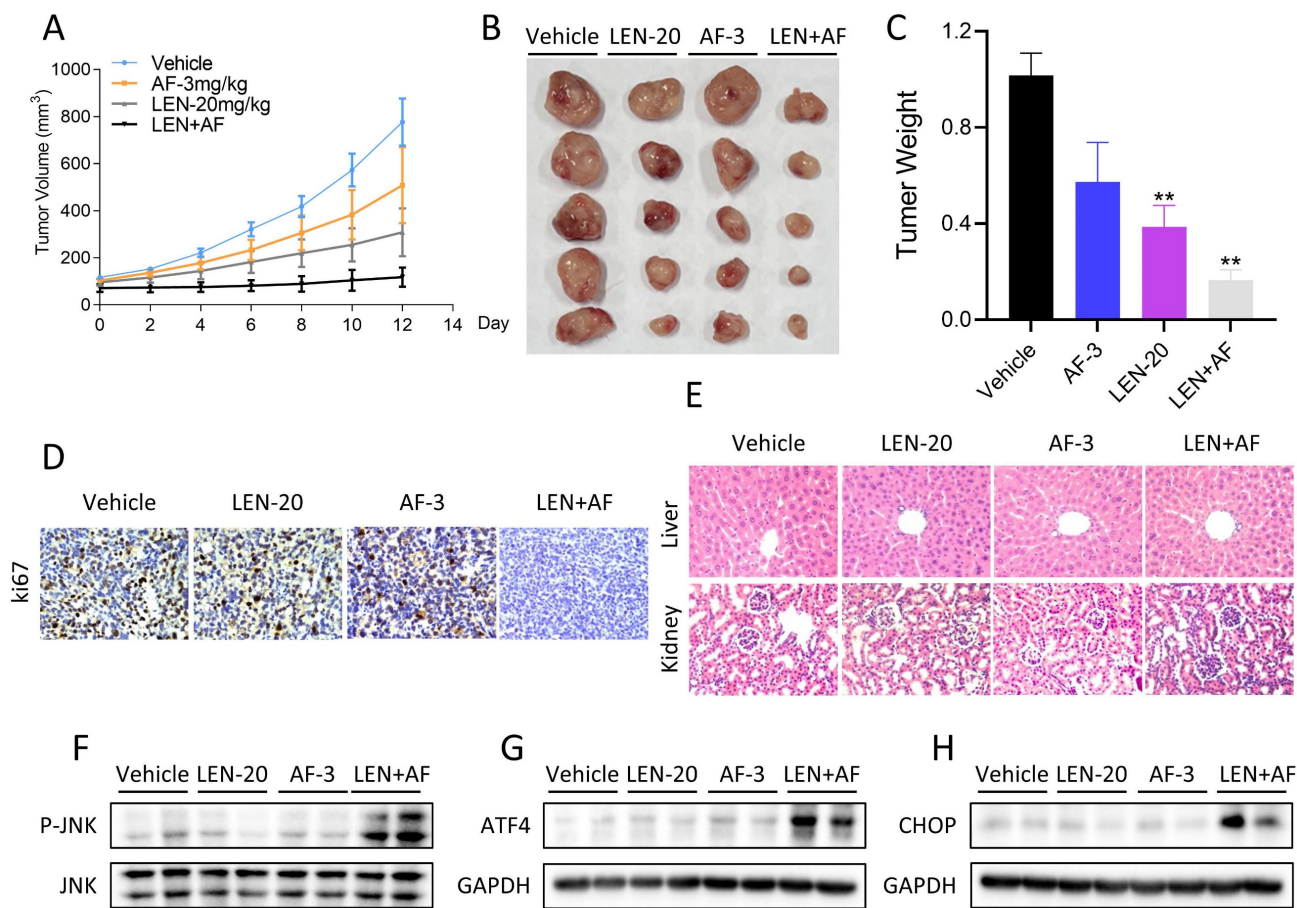 A
Tumor Volume (mm³)
1000
800
600
400
200
0
0 2 4 6 8 10 12 14 Day
Vehicle
AF-3mg/kg
LEN-20mg/kg
LEN+AF
B
Vehicle LEN-20 AF-3 LEN+AF
C
Tumer Weight
1.2
0.8
0.4
0.0
**
**
Vehicle AF-3 LEN-20 LEN+AF
D
Vehicle LEN-20 AF-3 LEN+AF
ki67
E
Vehicle LEN-20 AF-3 LEN+AF
Liver
Kidney
F
Vehicle LEN-20 AF-3 LEN+AF
P-JNK
JNK
G
Vehicle LEN-20 AF-3 LEN+AF
ATF4
GAPDH
H
Vehicle LEN-20 AF-3 LEN+AF
CHOP
GAPDH